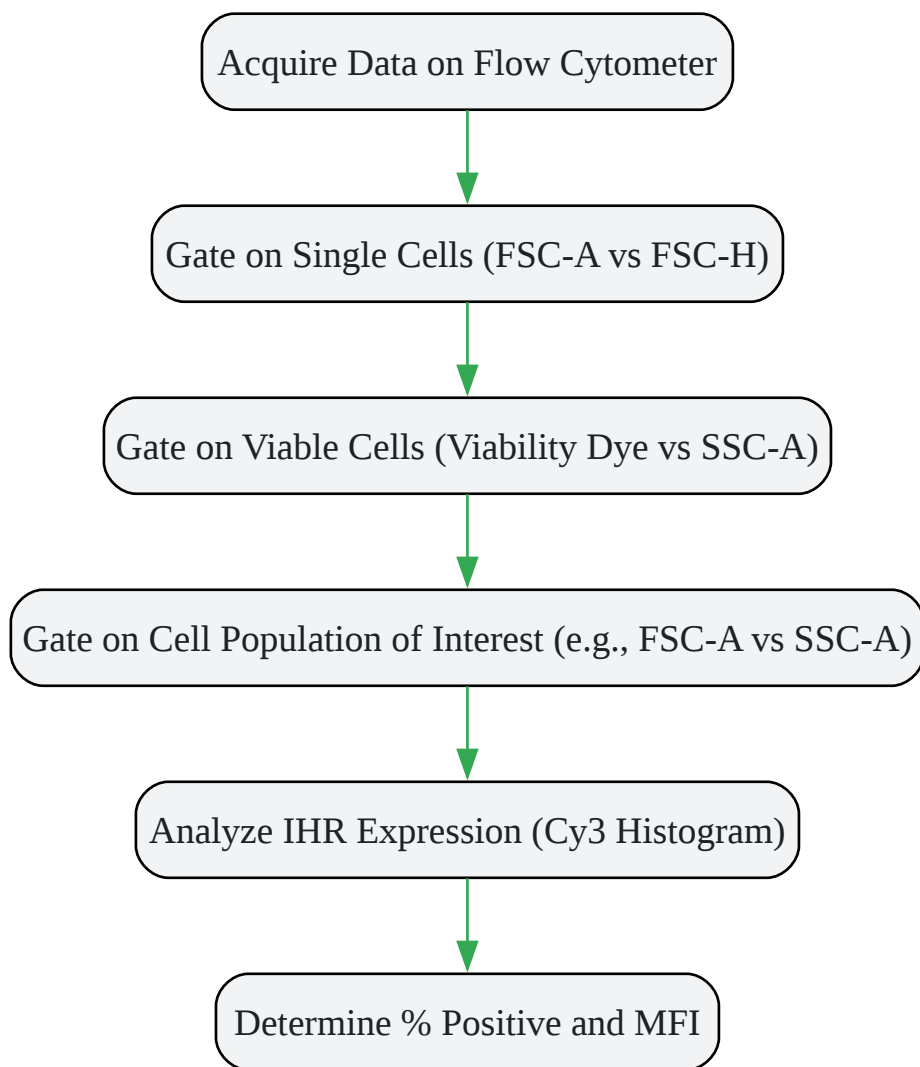 Acquire Data on Flow Cytometer
Gate on Single Cells (FSC-A vs FSC-H)
Gate on Viable Cells (Viability Dye vs SSC-A)
Gate on Cell Population of Interest (e.g., FSC-A vs SSC-A)
Analyze IHR Expression (Cy3 Histogram)
Determine % Positive and MFI